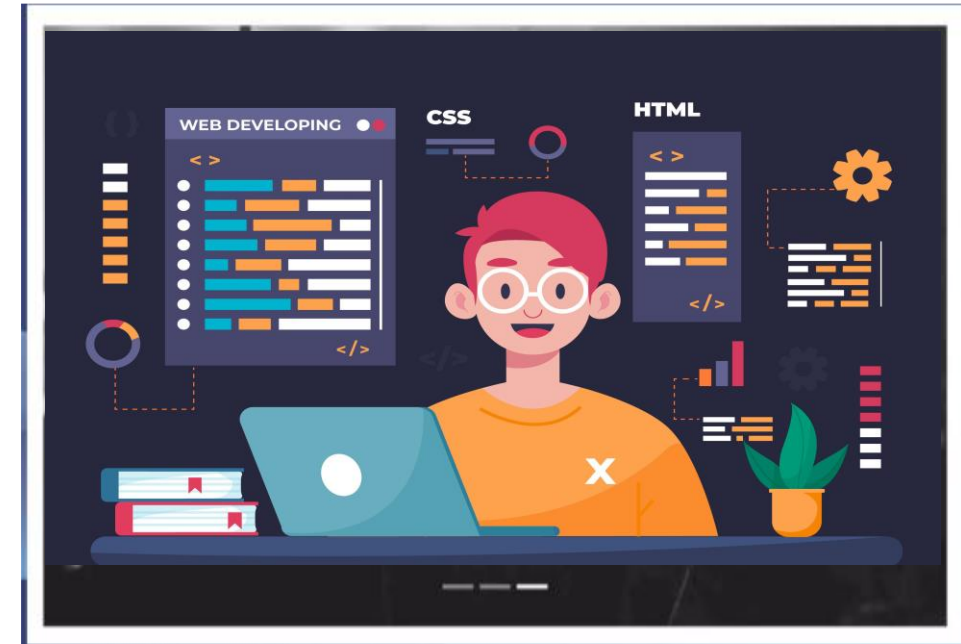 WEB DEVELOPING
CSS
HTML
< >
< >
</>
</>
</>
X